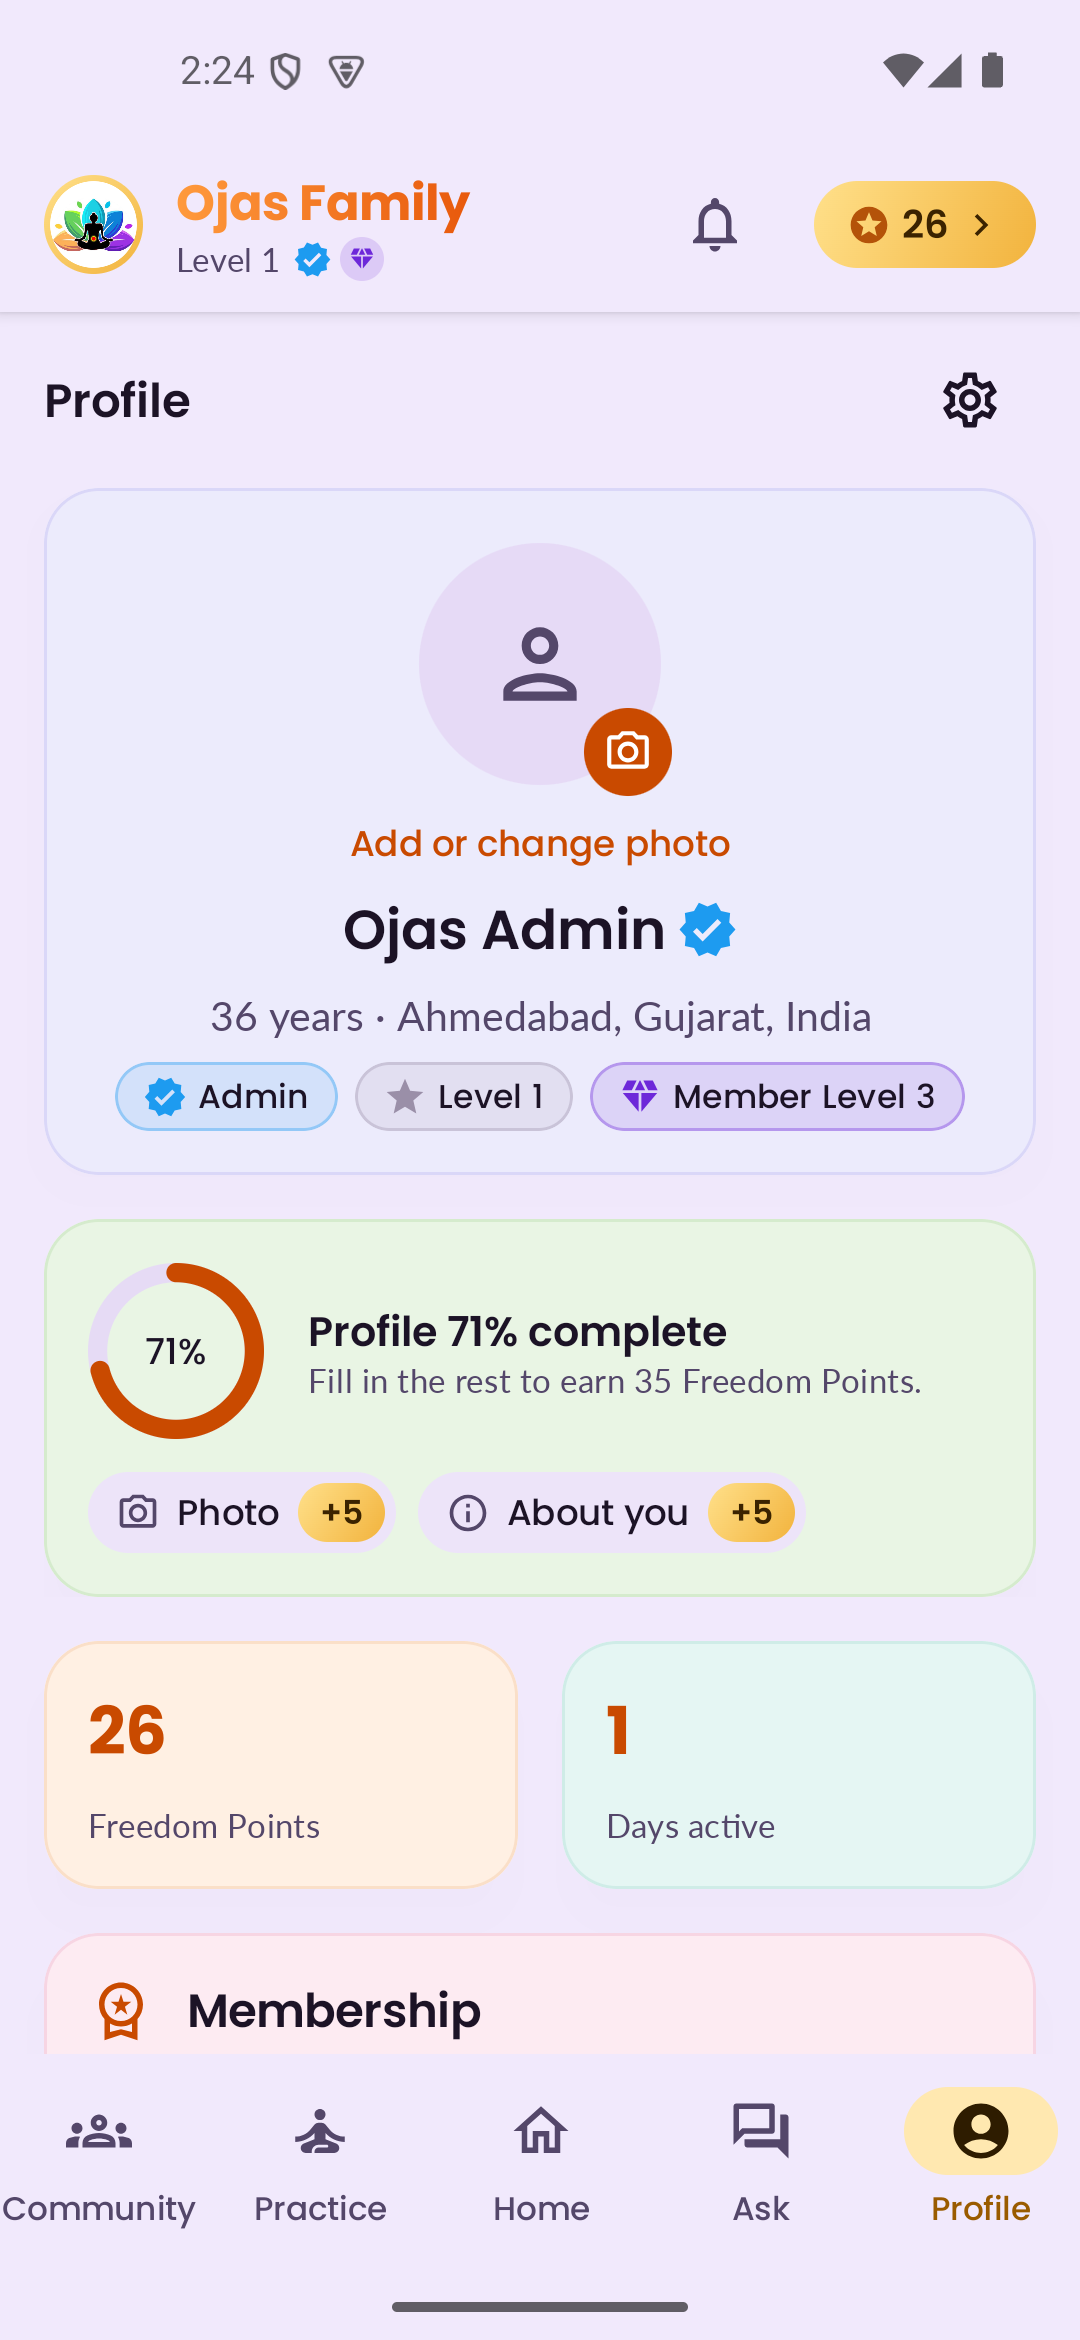 2:24
Ojas Family
Level 1
26
Profile
Add or change photo
Ojas Admin
36 years · Ahmedabad, Gujarat, India
Admin
Level 1
Member Level 3
71%
Profile 71% complete
Fill in the rest to earn 35 Freedom Points.
Photo +5
About you +5
26
Freedom Points
1
Days active
Membership
Community
Practice
Home
Ask
Profile